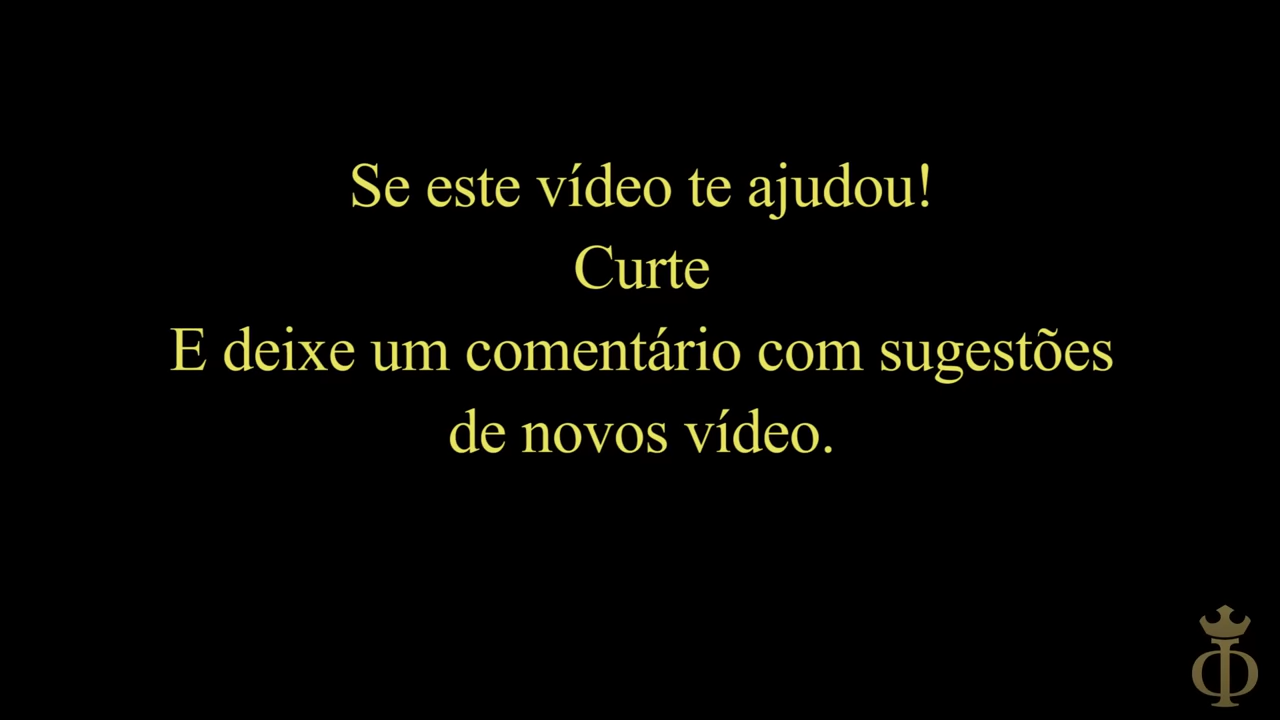 Se este vídeo te ajudou!
Curte
E deixe um comentário com sugestões
de novos vídeo.